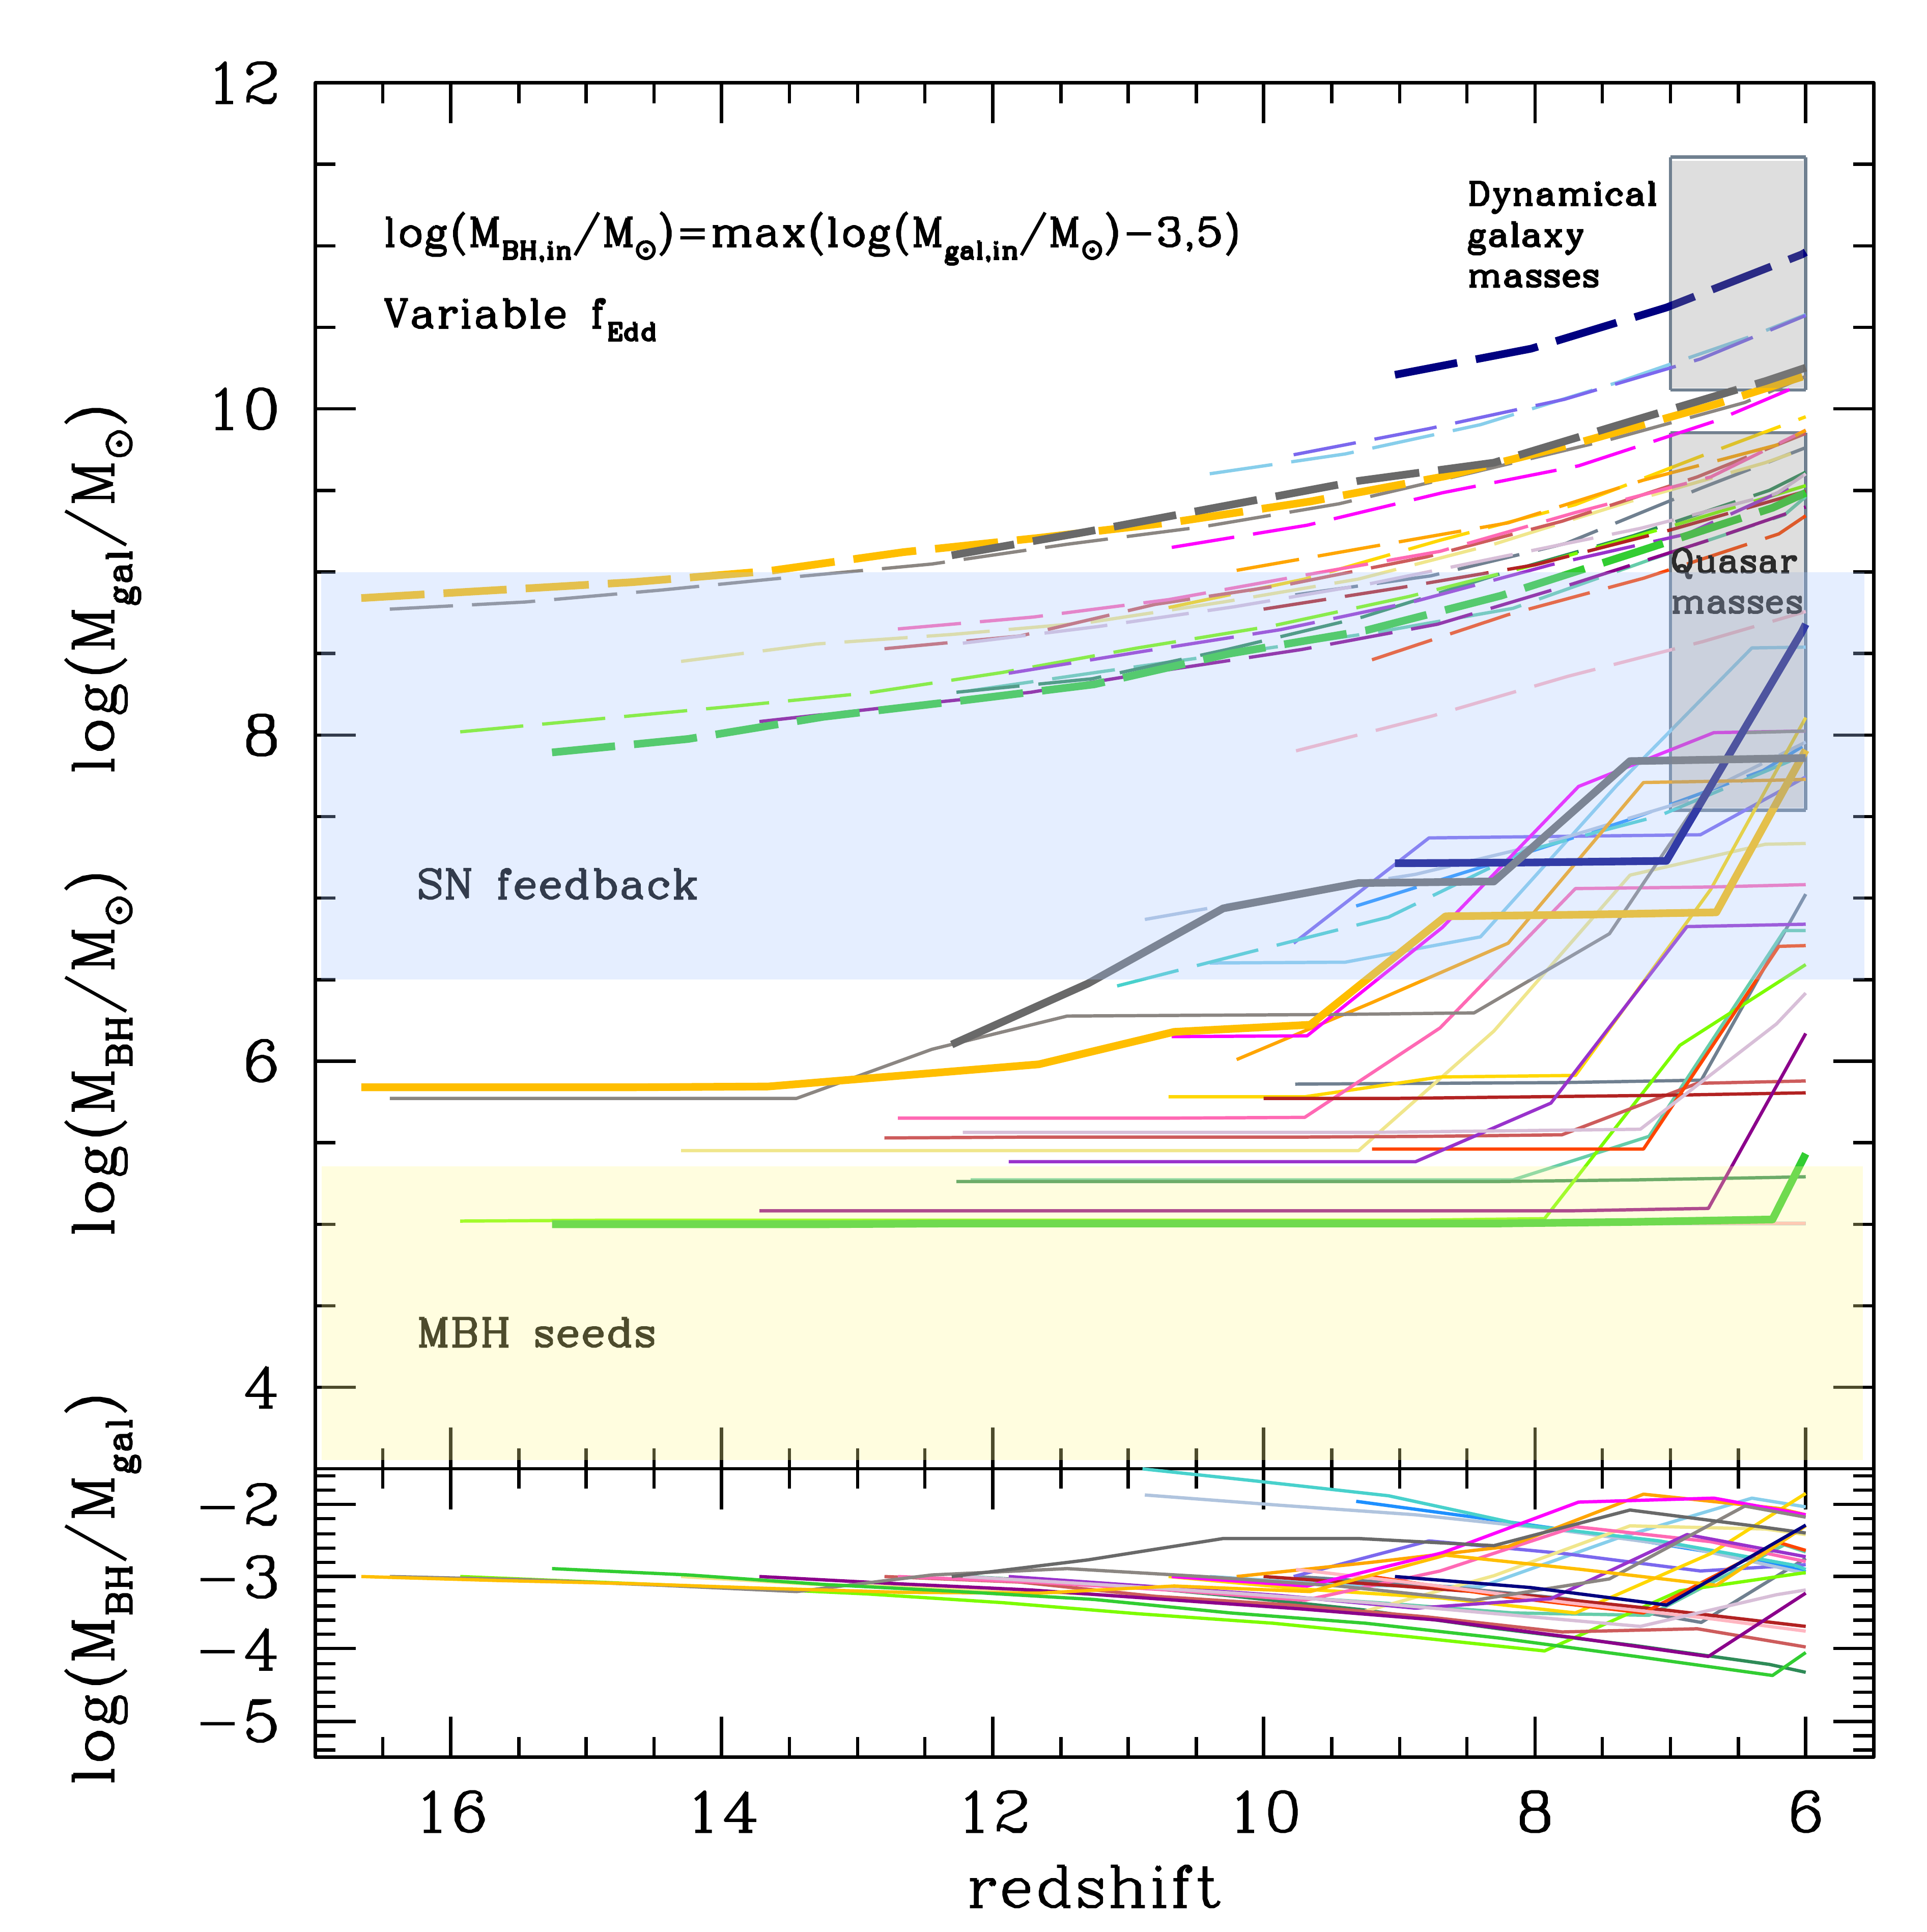 12
10
8
6
4
-2
-3
-4
-5
log(M_gal/M_⊙)
log(M_BH/M_⊙)
log(M_BH/M_gal)
log(M_BH,in/M_⊙)=max(log(M_gal,in/M_⊙)-3,5)
Variable f_Edd
Dynamical
galaxy
masses
Quasar
masses
SN feedback
MBH seeds
16 14 12 10 8 6
redshift